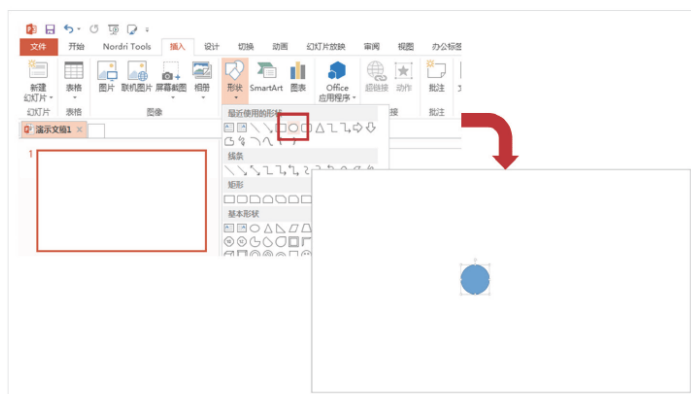 文件 开始 Nordri Tools 插入 设计 切换 动画 幻灯片放映 审阅 视图 办公标签
新建 表格 图片 联机图片 屏幕截图 相册 形状 SmartArt 图表 Office 超链接 动作 批注
幻灯片 应用程序
幻灯片 表格 图像 最近使用的形状 接 批注
演示文稿1
1
线条
矩形
基本形状